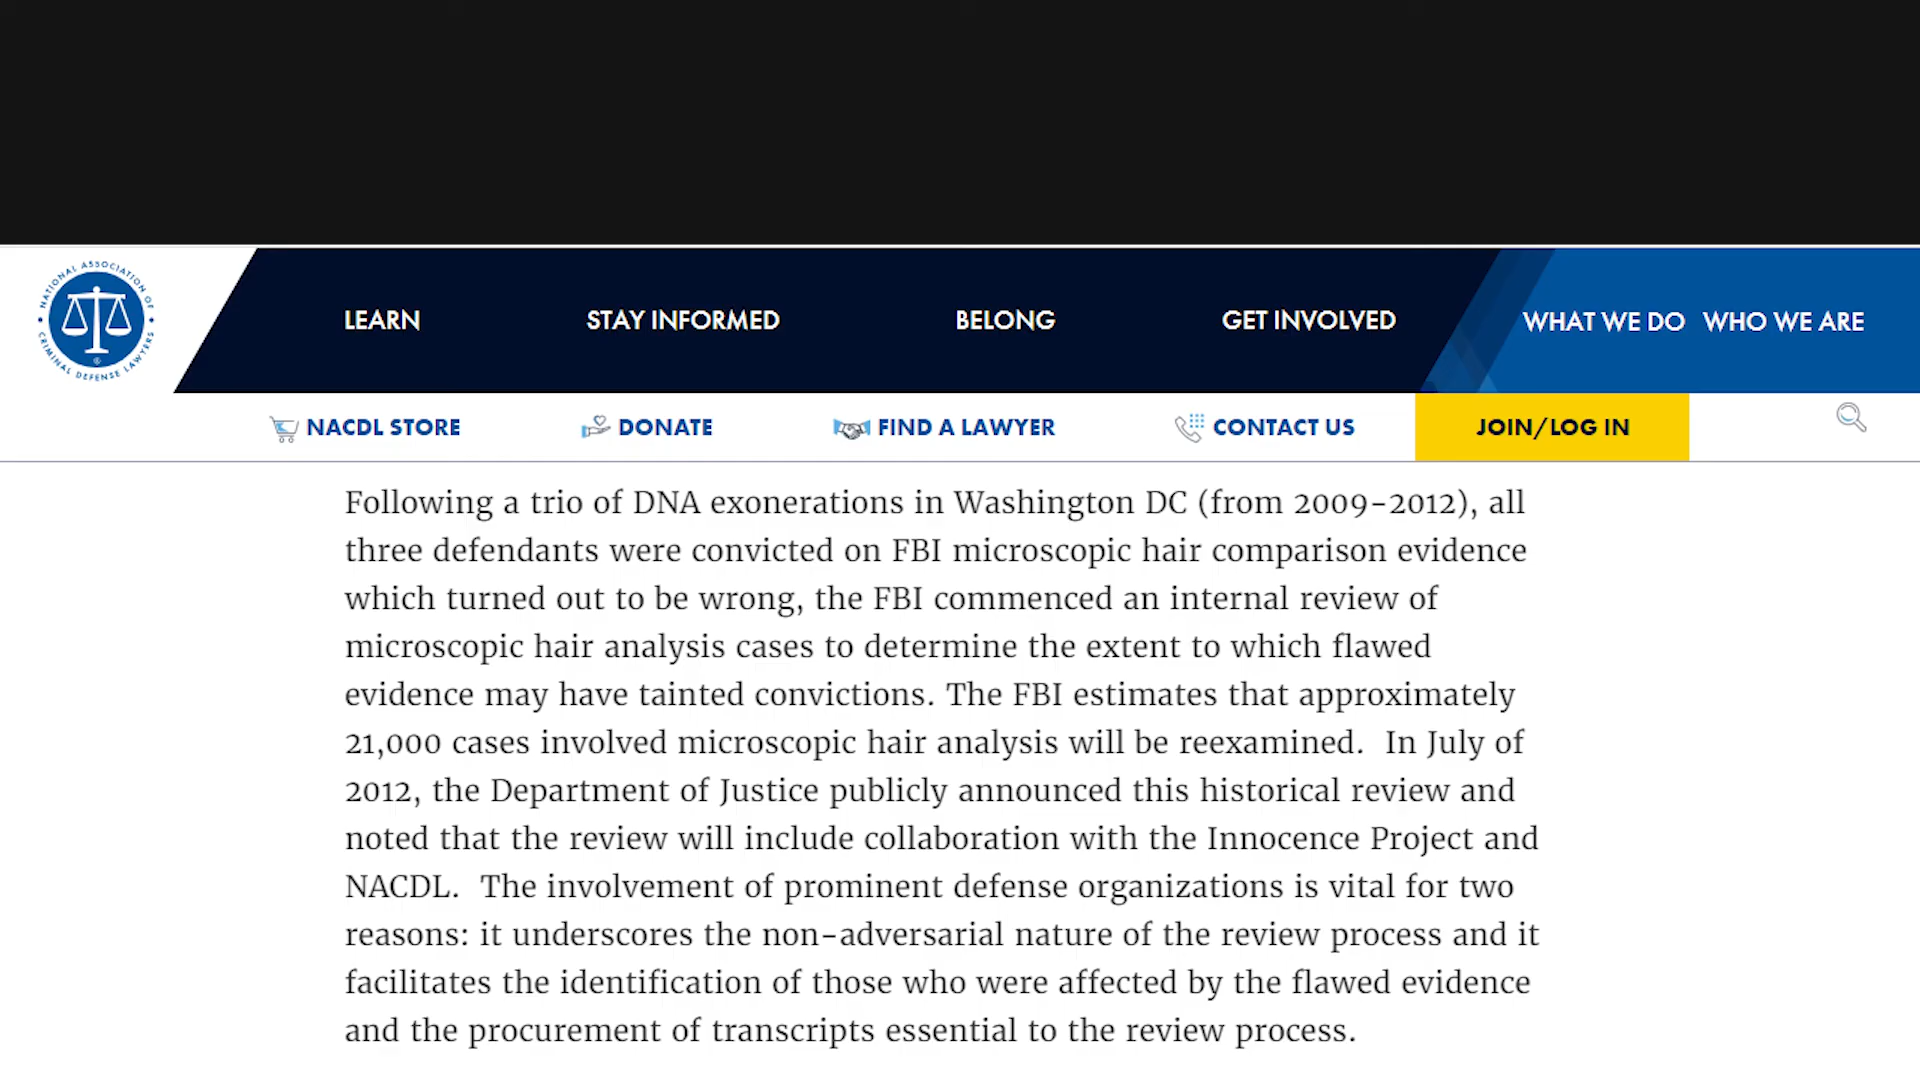 NATIONAL ASSOCIATION OF
CRIMINAL DEFENSE LAWYERS
LEARN
STAY INFORMED
BELONG
GET INVOLVED
WHAT WE DO
WHO WE ARE
NACDL STORE
DONATE
FIND A LAWYER
CONTACT US
JOIN/LOG IN
Following a trio of DNA exonerations in Washington DC (from 2009-2012), all
three defendants were convicted on FBI microscopic hair comparison evidence
which turned out to be wrong, the FBI commenced an internal review of
microscopic hair analysis cases to determine the extent to which flawed
evidence may have tainted convictions. The FBI estimates that approximately
21,000 cases involved microscopic hair analysis will be reexamined.  In July of
2012, the Department of Justice publicly announced this historical review and
noted that the review will include collaboration with the Innocence Project and
NACDL.  The involvement of prominent defense organizations is vital for two
reasons: it underscores the non-adversarial nature of the review process and it
facilitates the identification of those who were affected by the flawed evidence
and the procurement of transcripts essential to the review process.